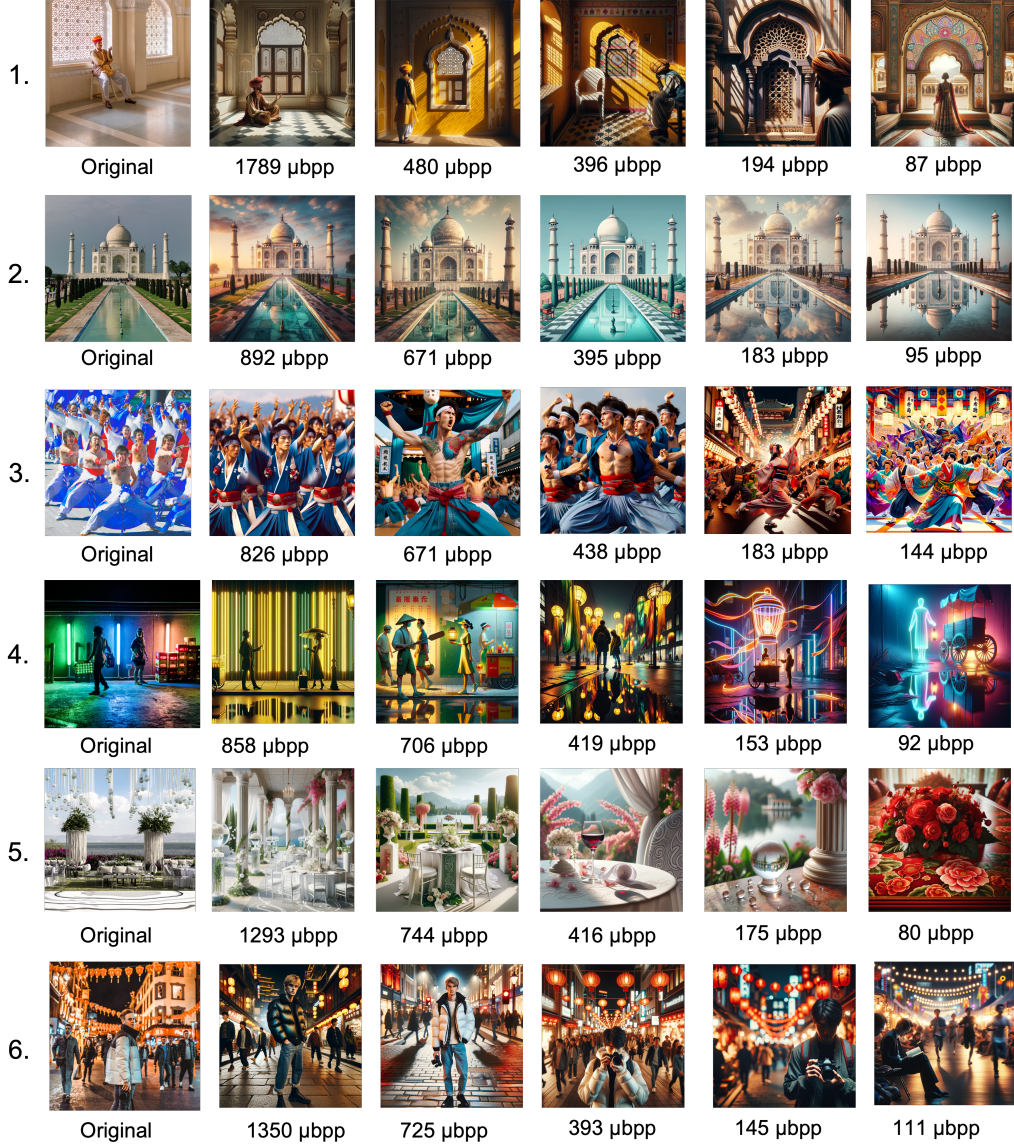 1.
Original 1789 µbpp 480 µbpp 396 µbpp 194 µbpp 87 µbpp
2.
Original 892 µbpp 671 µbpp 395 µbpp 183 µbpp 95 µbpp
3.
Original 826 µbpp 671 µbpp 438 µbpp 183 µbpp 144 µbpp
4.
Original 858 µbpp 706 µbpp 419 µbpp 153 µbpp 92 µbpp
5.
Original 1293 µbpp 744 µbpp 416 µbpp 175 µbpp 80 µbpp
6.
Original 1350 µbpp 725 µbpp 393 µbpp 145 µbpp 111 µbpp